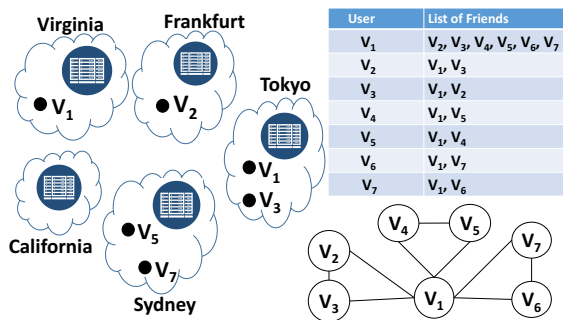 Virginia
V1
Frankfurt
V2
Tokyo
V1
V3
California
V5
V7
Sydney
User List of Friends
V1 V2, V3, V4, V5, V6, V7
V2 V1, V3
V3 V1, V2
V4 V1, V5
V5 V1, V4
V6 V1, V7
V7 V1, V6
V4 V5
V2 V7
V3 V1 V6